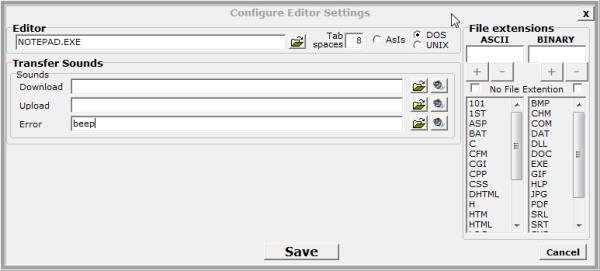 Configure Editor Settings
X
Editor
NOTEPAD.EXE
Tab spaces 8
AsIs
DOS
UNIX
Transfer Sounds
Sounds
Download
Upload
Error beep
File extensions
ASCII BINARY
+ - + -
No File Extention
101 BMP
1ST CHM
ASP COM
BAT DAT
C DLL
CFM DOC
CGI EXE
CPP GIF
CSS HLP
DHTML JPG
H PDF
HTM SRL
HTML SRT
Save
Cancel